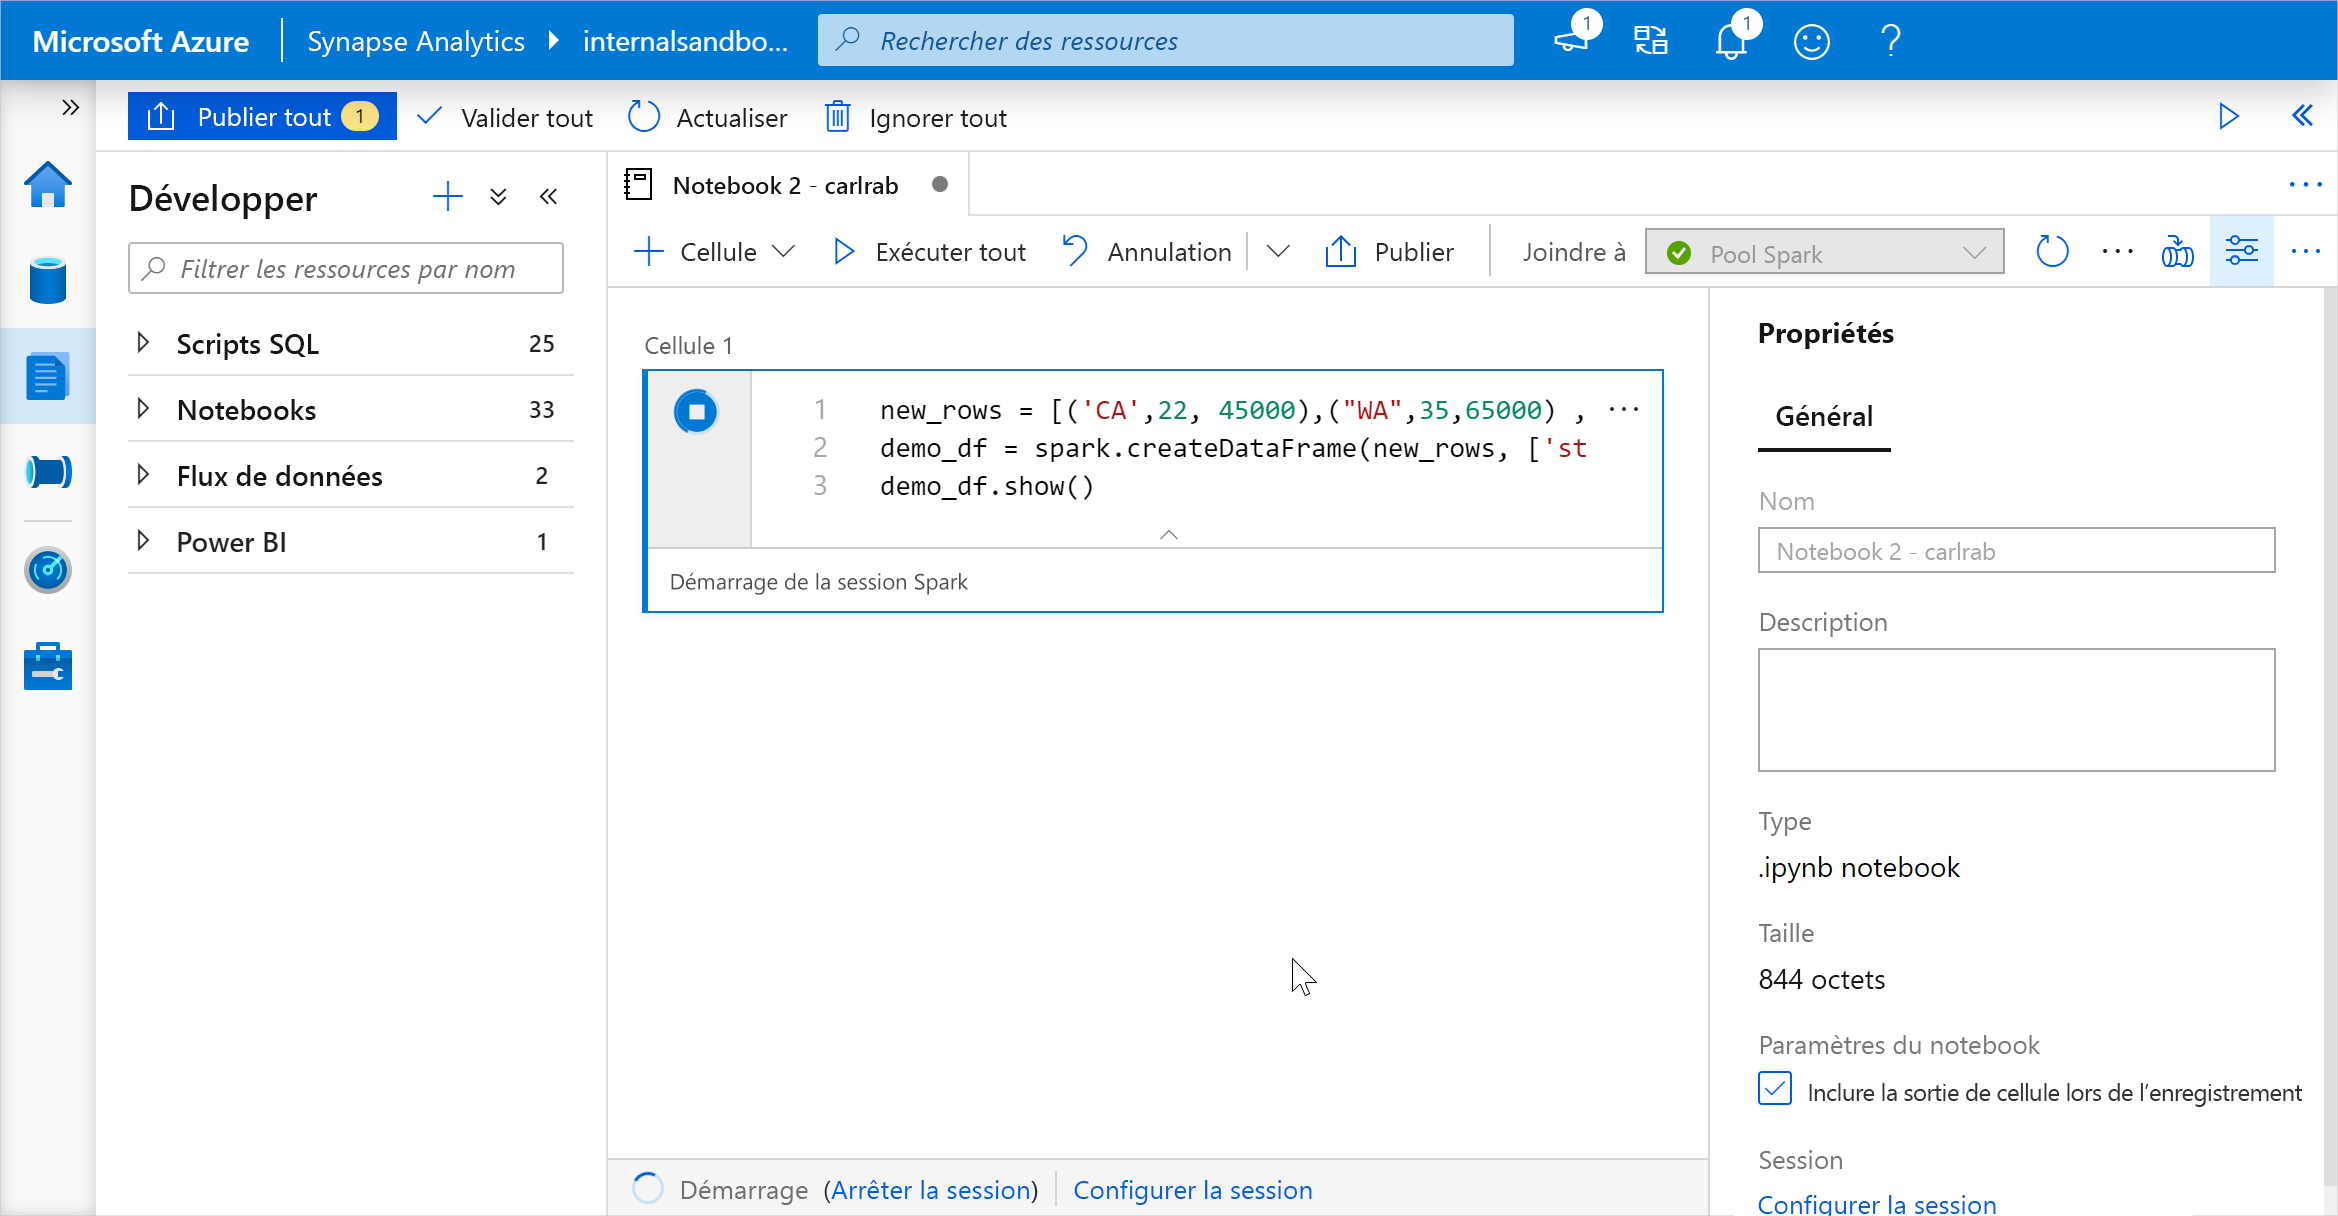 Microsoft Azure
Synapse Analytics
internalsandbo...
Rechercher des ressources
1
1
?
Publier tout 1
Valider tout
Actualiser
Ignorer tout
Développer
Notebook 2 - carlrab
Cellule
Exécuter tout
Annulation
Publier
Joindre à
Pool Spark
Filtrer les ressources par nom
Scripts SQL 25
Notebooks 33
Flux de données 2
Power BI 1
Cellule 1
1 new_rows = [('CA',22, 45000),("WA",35,65000) , ...
2 demo_df = spark.createDataFrame(new_rows, ['st
3 demo_df.show()
Démarrage de la session Spark
Démarrage (Arrêter la session)
Configurer la session
Propriétés
Général
Nom
Notebook 2 - carlrab
Description
Type
.ipynb notebook
Taille
844 octets
Paramètres du notebook
Inclure la sortie de cellule lors de l’enregistrement
Session
Configurer la session